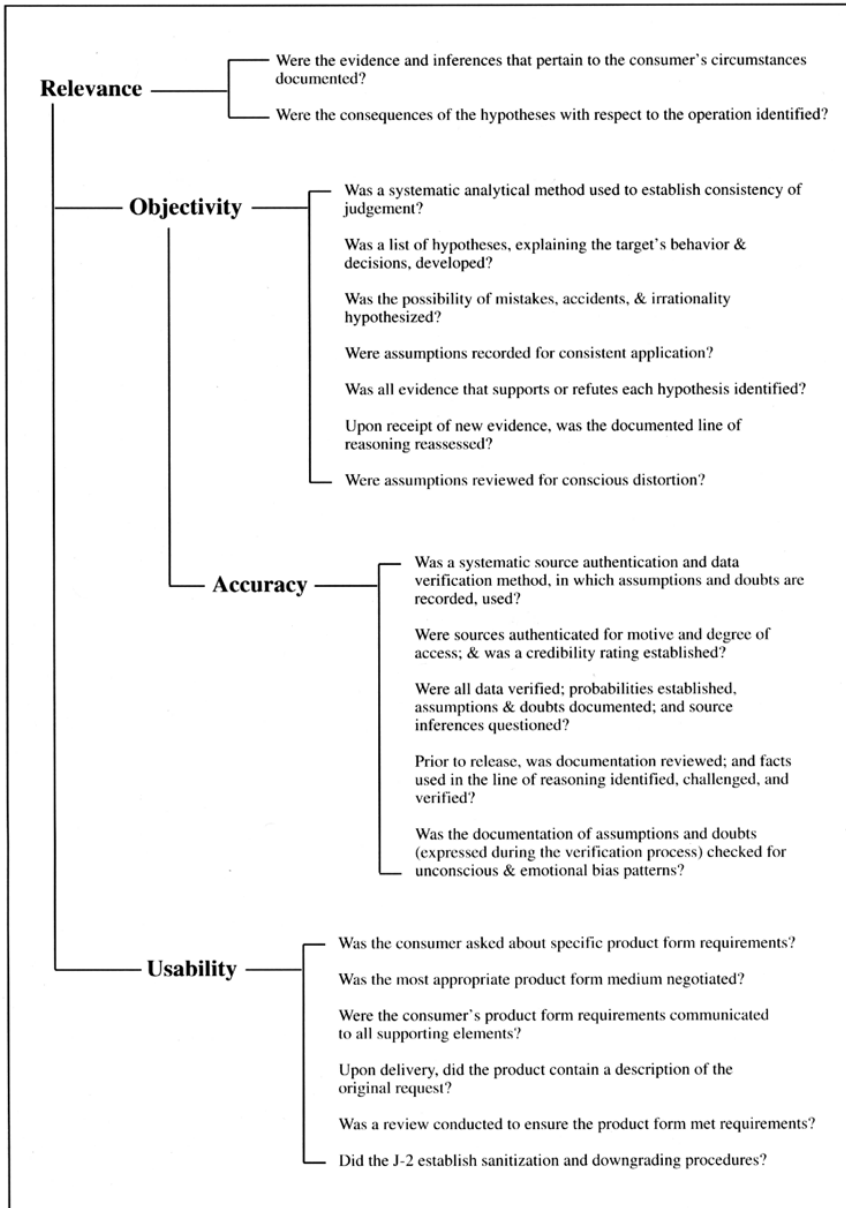 Relevance
Were the evidence and inferences that pertain to the consumer's circumstances
documented?
Were the consequences of the hypotheses with respect to the operation identified?
Objectivity
Was a systematic analytical method used to establish consistency of
judgement?
Was a list of hypotheses, explaining the target's behavior &
decisions, developed?
Was the possibility of mistakes, accidents, & irrationality
hypothesized?
Were assumptions recorded for consistent application?
Was all evidence that supports or refutes each hypothesis identified?
Upon receipt of new evidence, was the documented line of
reasoning reassessed?
Were assumptions reviewed for conscious distortion?
Accuracy
Was a systematic source authentication and data
verification method, in which assumptions and doubts are
recorded, used?
Were sources authenticated for motive and degree of
access; & was a credibility rating established?
Were all data verified; probabilities established,
assumptions & doubts documented; and source
inferences questioned?
Prior to release, was documentation reviewed; and facts
used in the line of reasoning identified, challenged, and
verified?
Was the documentation of assumptions and doubts
(expressed during the verification process) checked for
unconscious & emotional bias patterns?
Usability
Was the consumer asked about specific product form requirements?
Was the most appropriate product form medium negotiated?
Were the consumer's product form requirements communicated
to all supporting elements?
Upon delivery, did the product contain a description of the
original request?
Was a review conducted to ensure the product form met requirements?
Did the J-2 establish sanitization and downgrading procedures?